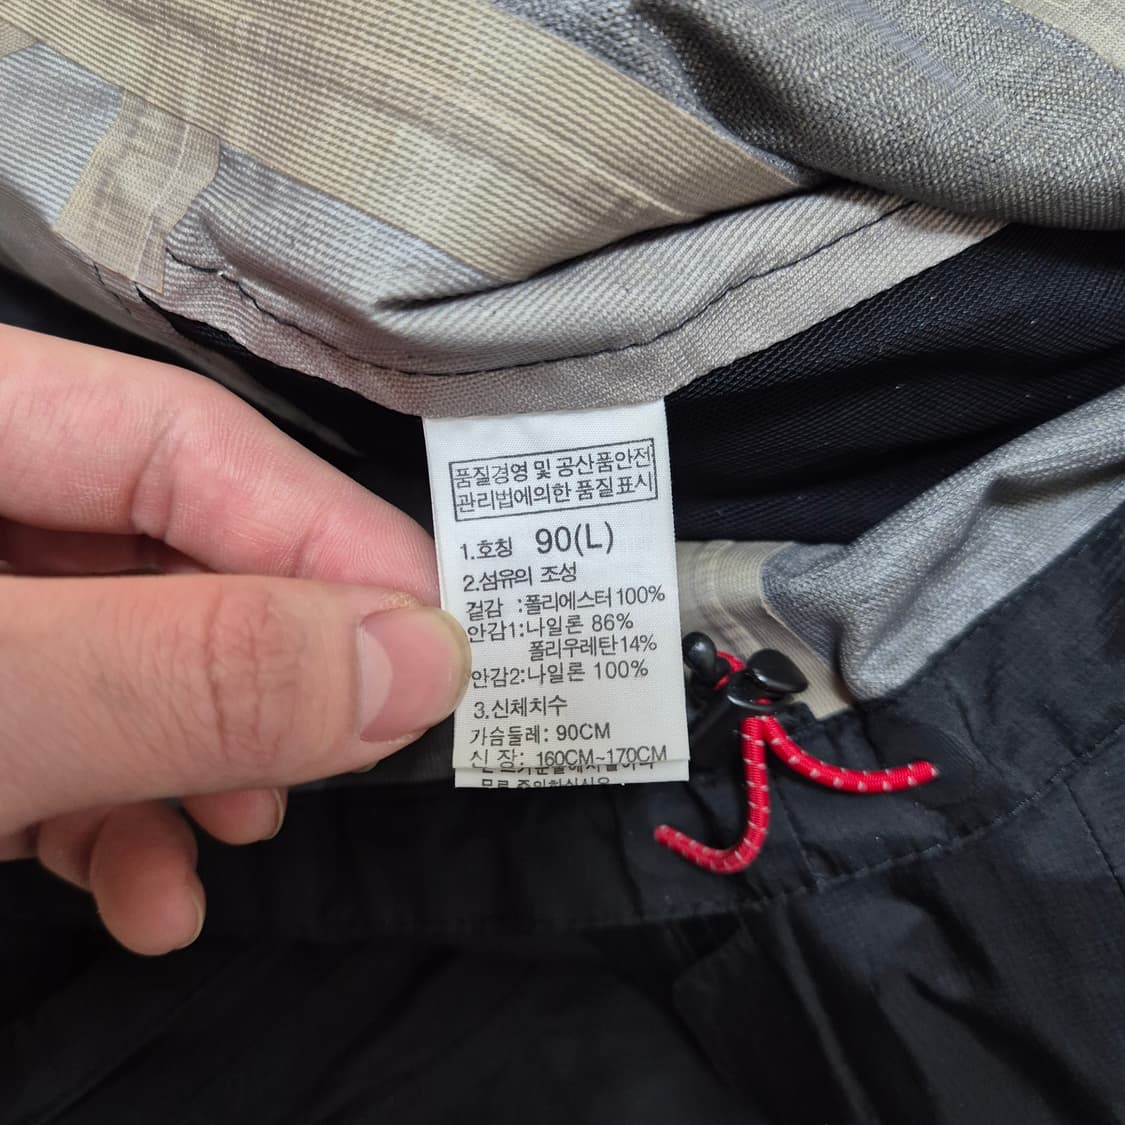 품질경영 및 공산품안전
관리법에의한 품질표시
1.호칭 90(L)
2.섬유의 조성
겉감 :폴리에스터100%
안감1:나일론 86%
폴리우레탄14%
안감2:나일론 100%
3.신체치수
가슴둘레: 90CM
신 장: 160CM~170CM